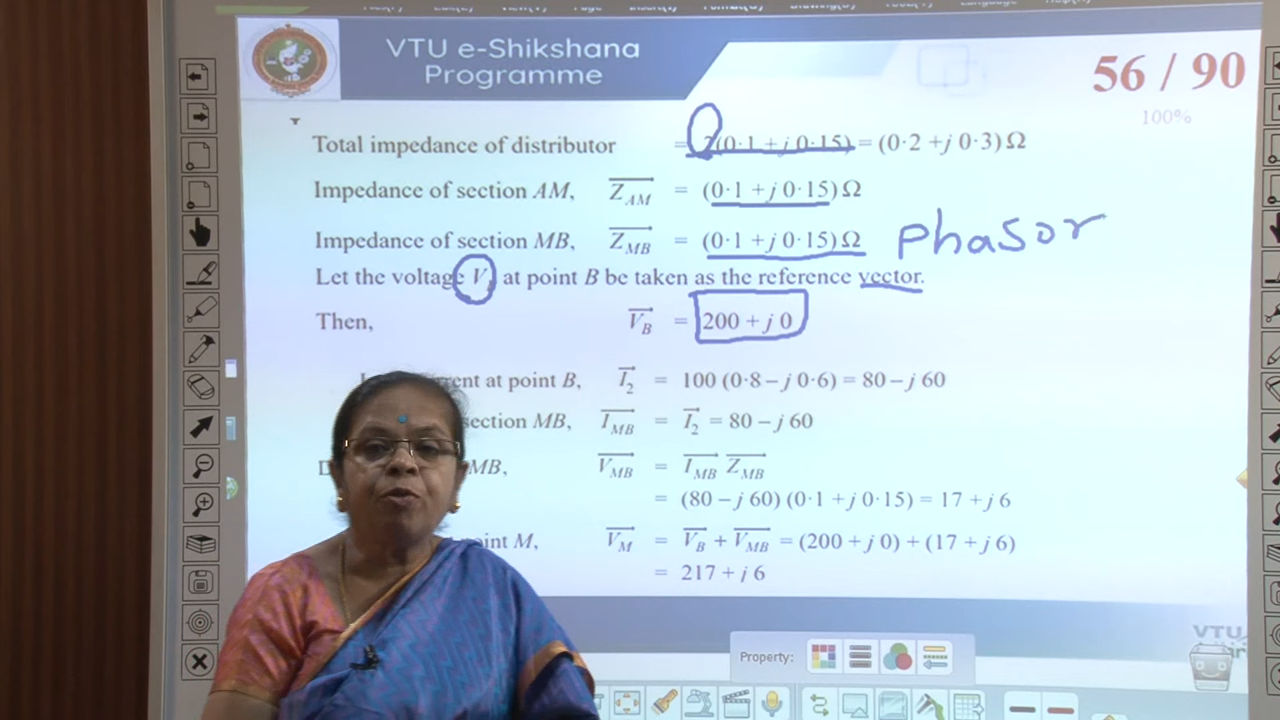 VTU e-Shikshana
Programme
56 / 90
100%
Total impedance of distributor = 2(0·1 + j 0·15) = (0·2 + j 0·3) Ω
Impedance of section AM, Z_AM = (0·1 + j 0·15) Ω
Impedance of section MB, Z_MB = (0·1 + j 0·15) Ω
phasor
Let the voltage V at point B be taken as the reference vector.
Then, V_B = 200 + j 0
at point B, I_2 = 100 (0·8 – j 0·6) = 80 – j 60
section MB, I_MB = I_2 = 80 – j 60
MB, V_MB = I_MB Z_MB
= (80 – j 60) (0·1 + j 0·15) = 17 + j 6
M, V_M = V_B + V_MB = (200 + j 0) + (17 + j 6)
= 217 + j 6
VTU
Property: